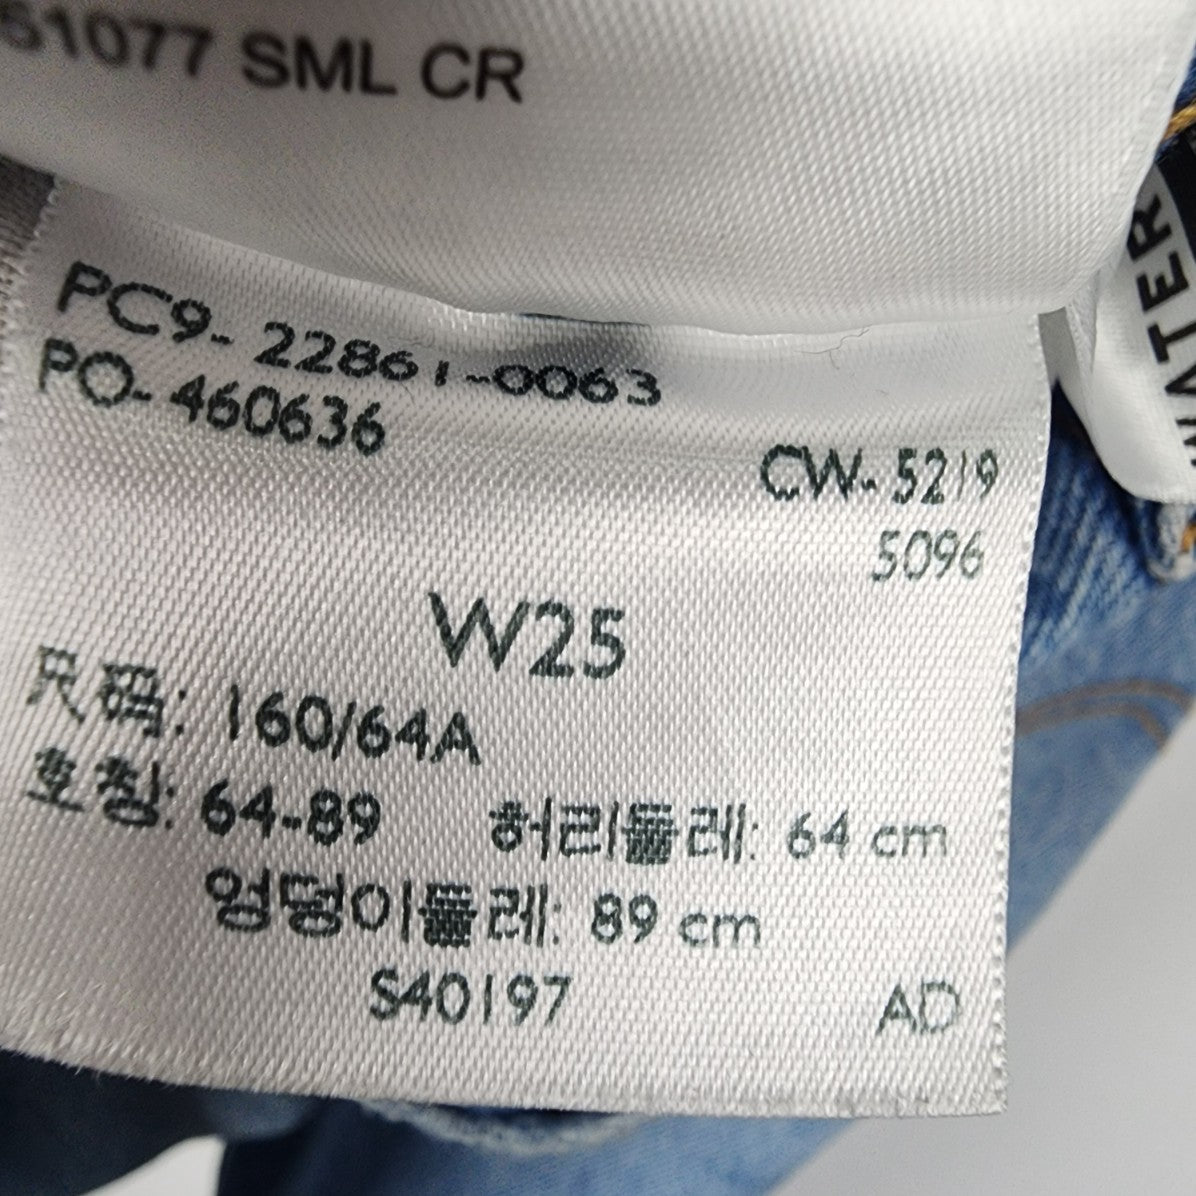 61077 SML CR
PC9-22861-0063
PO-460636
CW-5219
5096
W25
尺码: 160/64A
호칭: 64-89 허리둘레: 64 cm
엉덩이둘레: 89 cm
S40197 AD
WATER